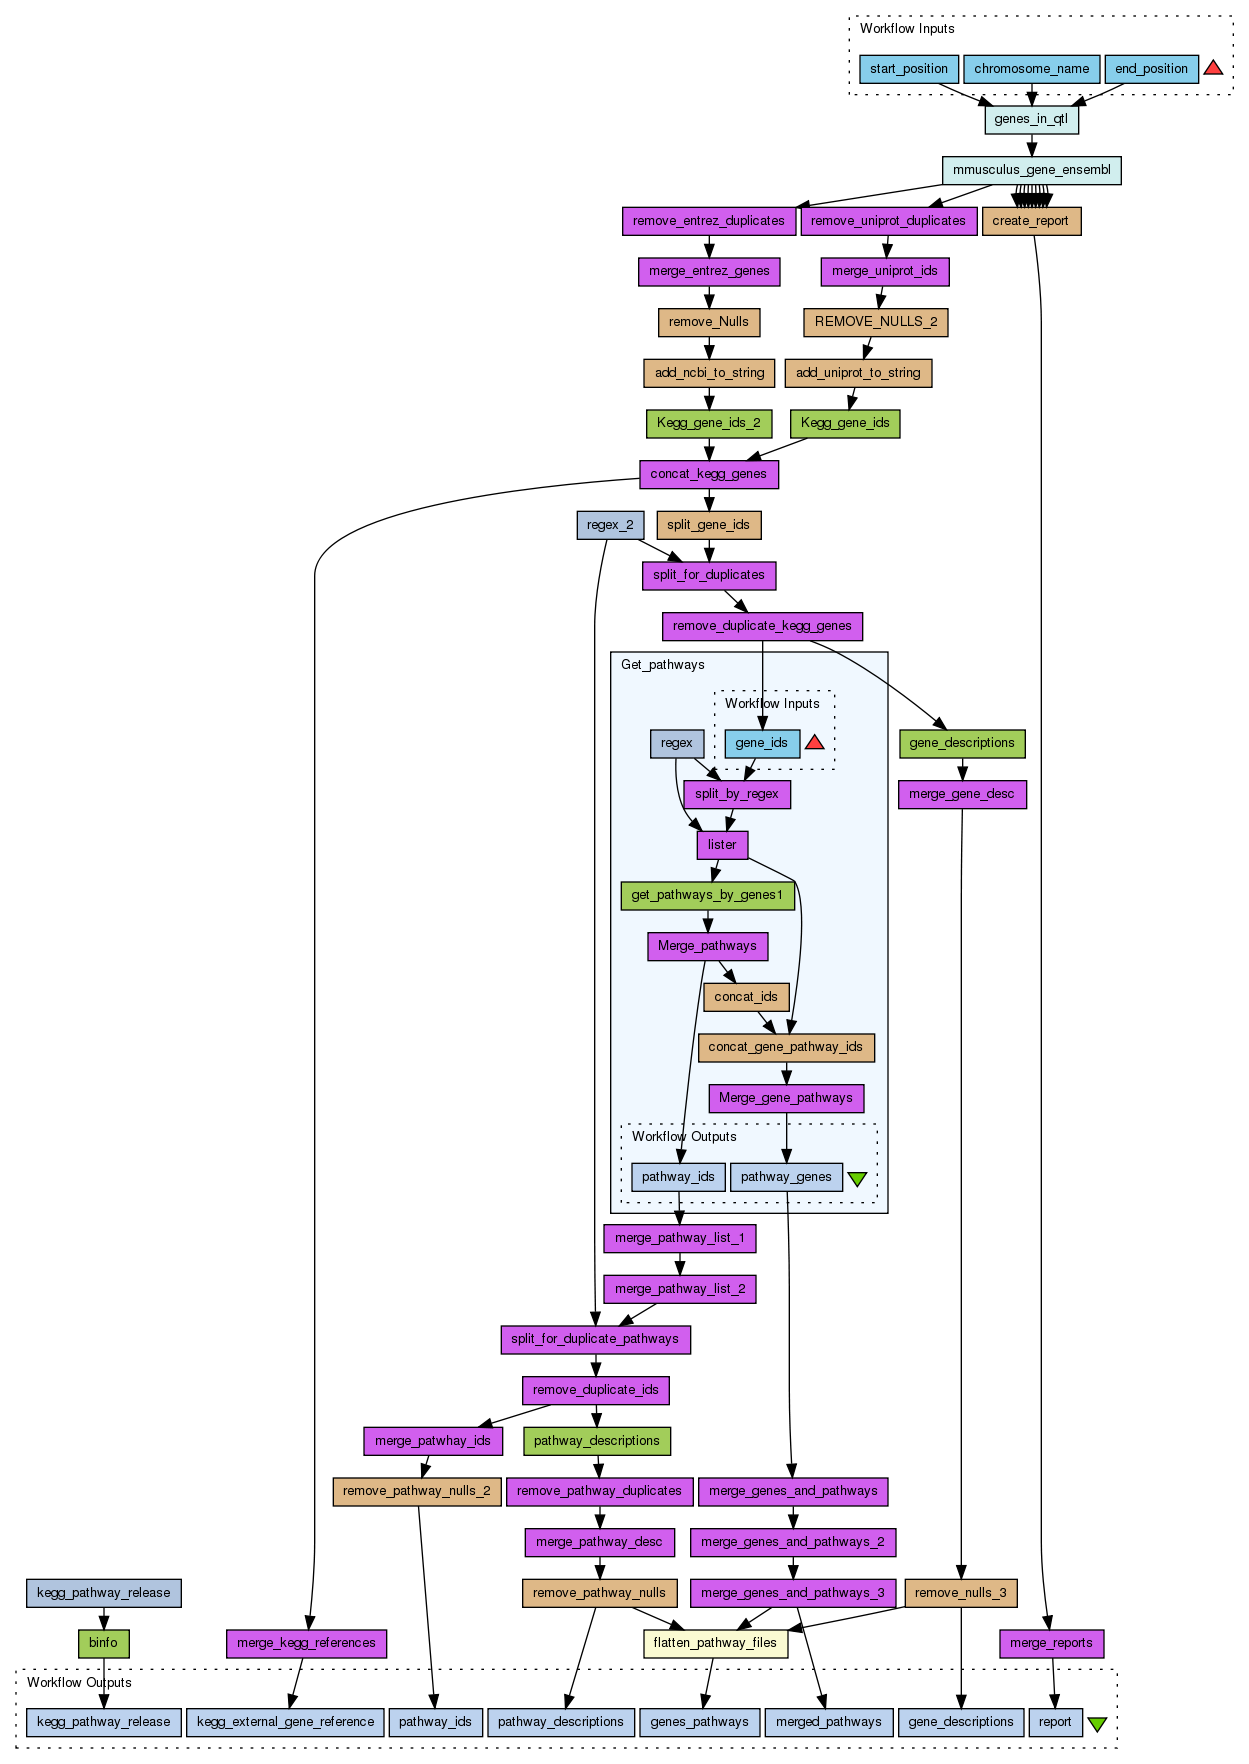 Workflow Inputs
start_position
chromosome_name
end_position
genes_in_qtl
mmusculus_gene_ensembl
remove_entrez_duplicates
remove_uniprot_duplicates
create_report
merge_entrez_genes
merge_uniprot_ids
remove_Nulls
REMOVE_NULLS_2
add_ncbi_to_string
add_uniprot_to_string
Kegg_gene_ids_2
Kegg_gene_ids
concat_kegg_genes
regex_2
split_gene_ids
split_for_duplicates
remove_duplicate_kegg_genes
Get_pathways
Workflow Inputs
regex
gene_ids
gene_descriptions
split_by_regex
merge_gene_desc
lister
get_pathways_by_genes1
Merge_pathways
concat_ids
concat_gene_pathway_ids
Merge_gene_pathways
Workflow Outputs
pathway_ids
pathway_genes
merge_pathway_list_1
merge_pathway_list_2
split_for_duplicate_pathways
remove_duplicate_ids
merge_patwhay_ids
pathway_descriptions
remove_pathway_nulls_2
remove_pathway_duplicates
merge_genes_and_pathways
merge_pathway_desc
merge_genes_and_pathways_2
kegg_pathway_release
remove_pathway_nulls
merge_genes_and_pathways_3
remove_nulls_3
binfo
merge_kegg_references
flatten_pathway_files
merge_reports
Workflow Outputs
kegg_pathway_release
kegg_external_gene_reference
pathway_ids
pathway_descriptions
genes_pathways
merged_pathways
gene_descriptions
report